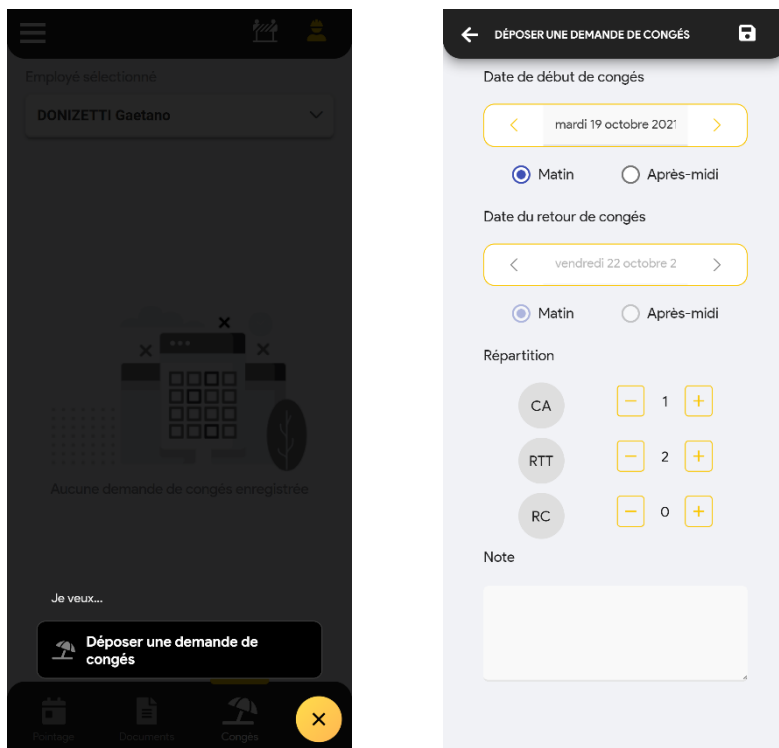 Employé sélectionné
DONIZETTI Gaetano
Aucune demande de congés enregistrée
Je veux...
Déposer une demande de
congés
Pointage
Documents
Congés
DÉPOSER UNE DEMANDE DE CONGÉS
Date de début de congés
mardi 19 octobre 2021
Matin
Après-midi
Date du retour de congés
vendredi 22 octobre 2
Matin
Après-midi
Répartition
CA
1
RTT
2
RC
0
Note